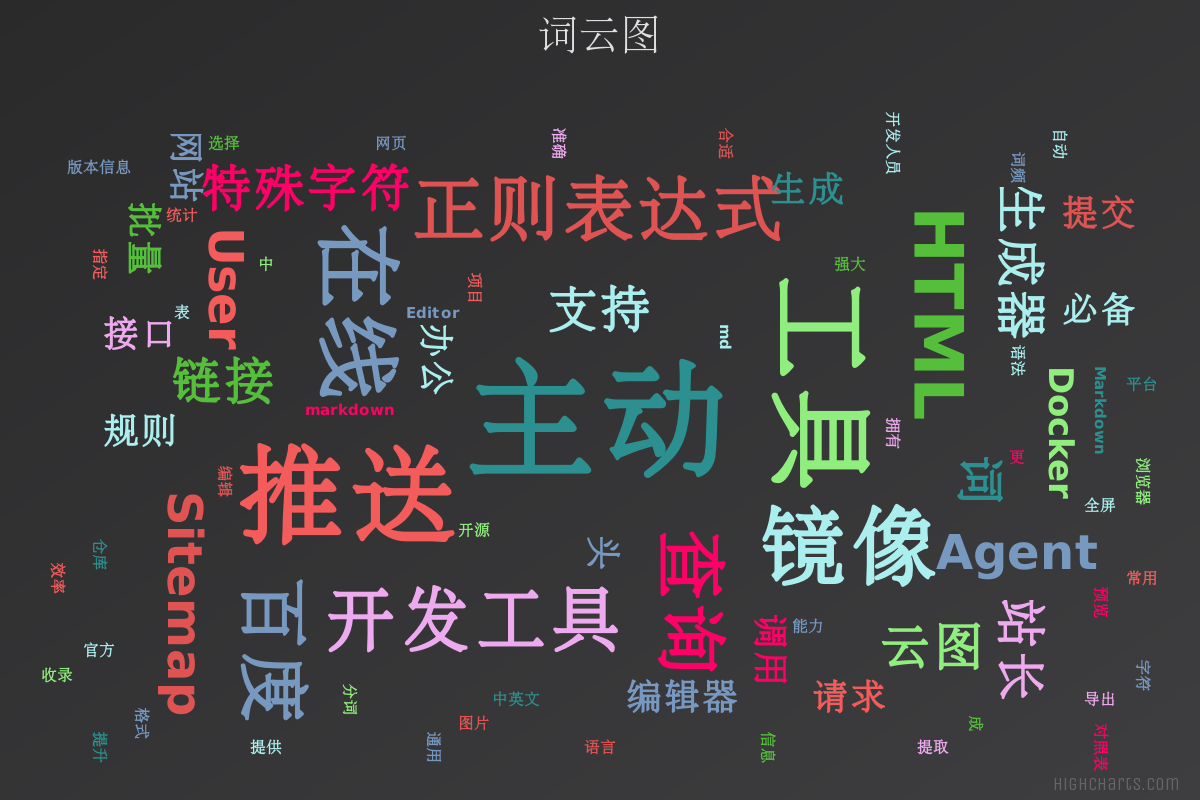 词云图
开发人员
准确
合适
自动
网站
选择
网页
版本信息
词频
特殊字符
正则表达式
生成
生成器
提交
批量
统计
User
HTML
在线
指定
中
强大
项目
工具
支持
必备
表
接口
Editor
办公
md
语法
链接
主动
Docker
Markdown
平台
markdown
规则
拥有
推送
更
词
浏览器
编辑
Sitemap
全屏
镜像
开源
Agent
头
查询
仓库
效率
常用
百度
开发工具
预览
站长
调用
能力
云图
官方
收录
字符
编辑器
请求
分词
中英文
导出
格式
图片
成
提升
提供
通用
语言
信息
提取
对照表
Highcharts.com